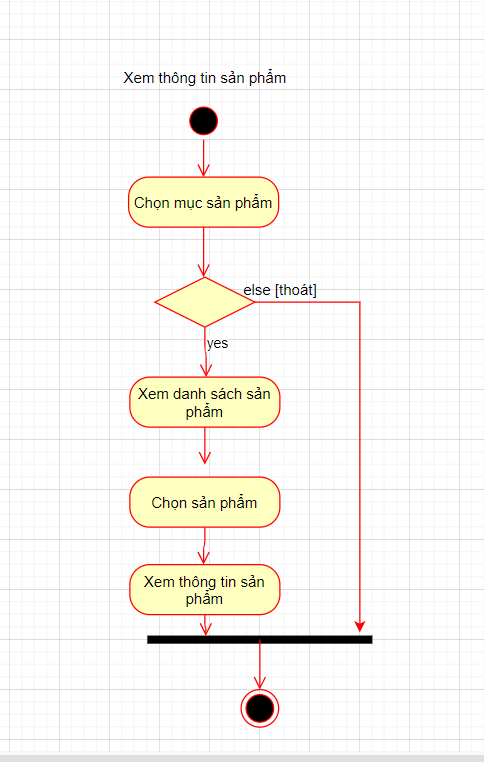 Xem thông tin sản phẩm
Chọn mục sản phẩm
else [thoát]
yes
Xem danh sách sản
phẩm
Chọn sản phẩm
Xem thông tin sản
phẩm